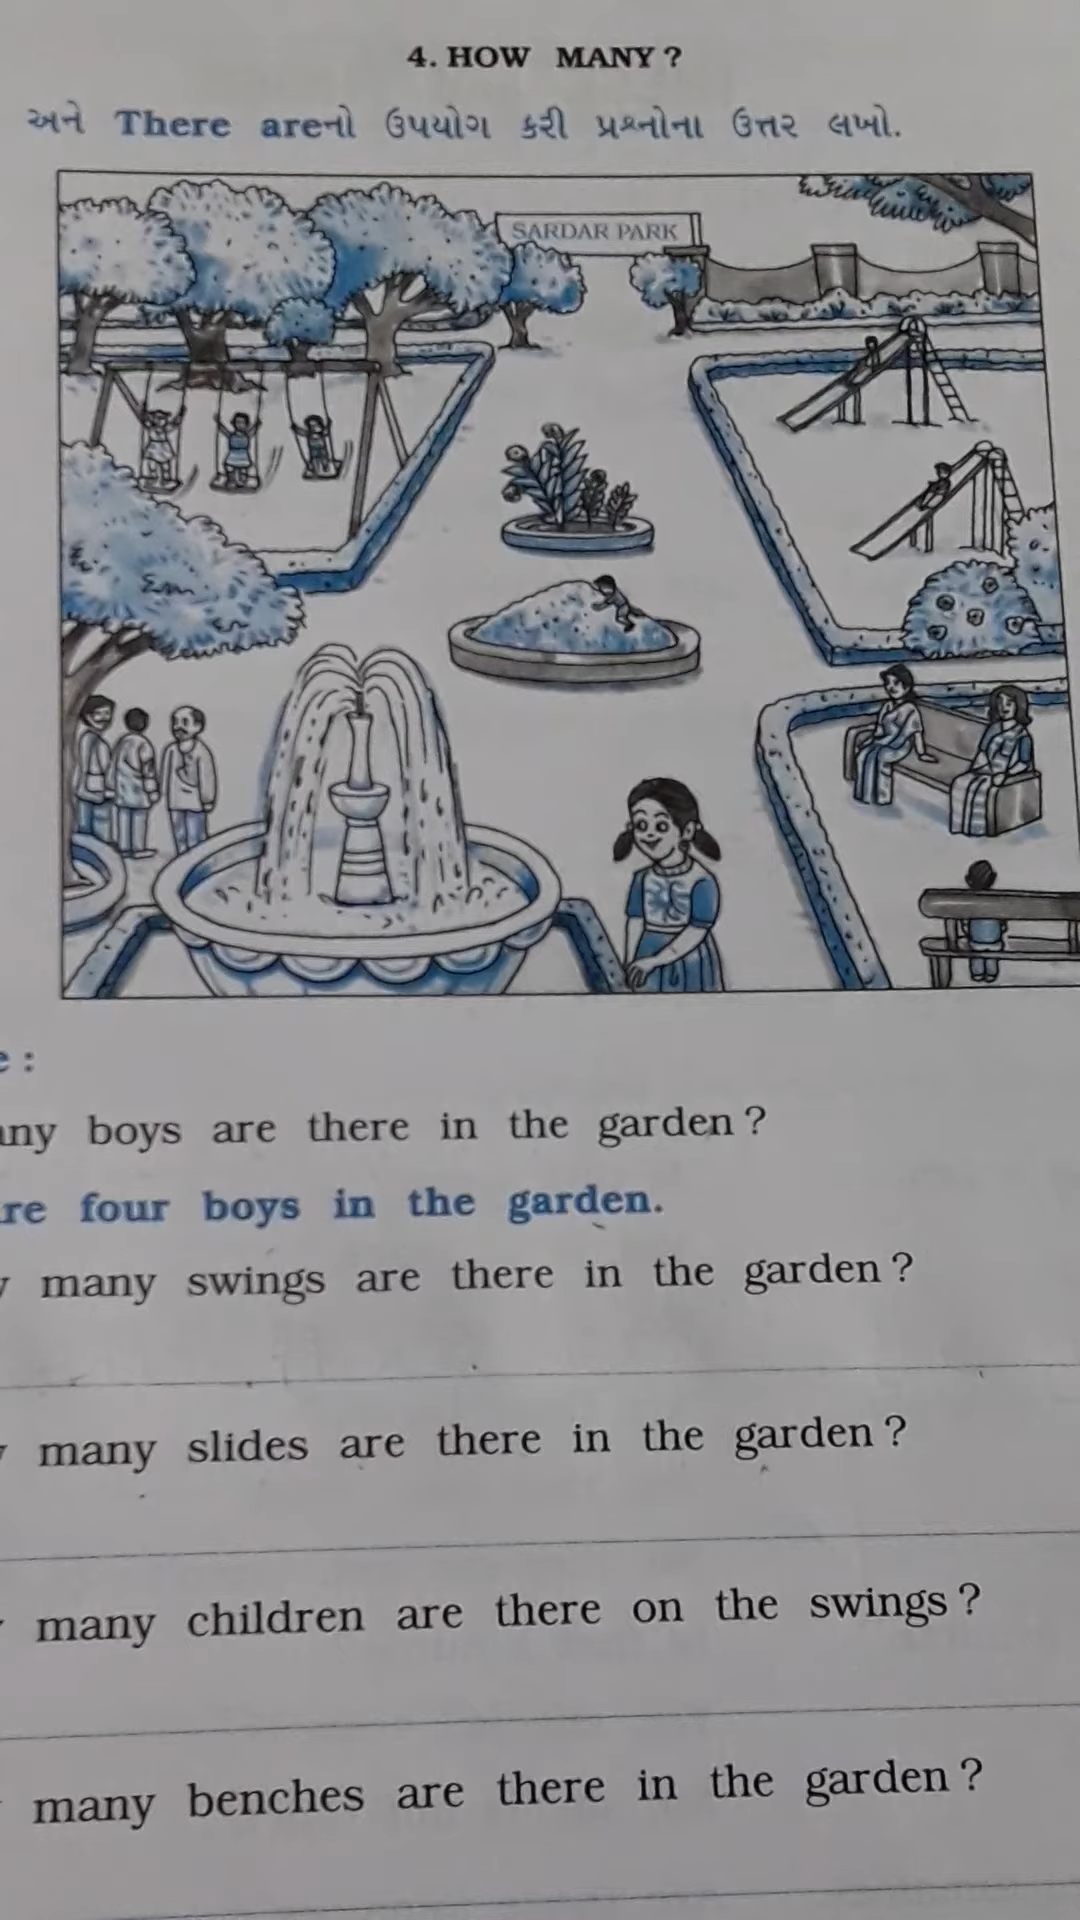 4. HOW MANY ?
અને There areનો ઉપયોગ કરી પ્રશ્નોના ઉત્તર લખો.
SARDAR PARK
boys are there in the garden ?
four boys in the garden.
many swings are there in the garden ?
many slides are there in the garden ?
many children are there on the swings ?
many benches are there in the garden ?